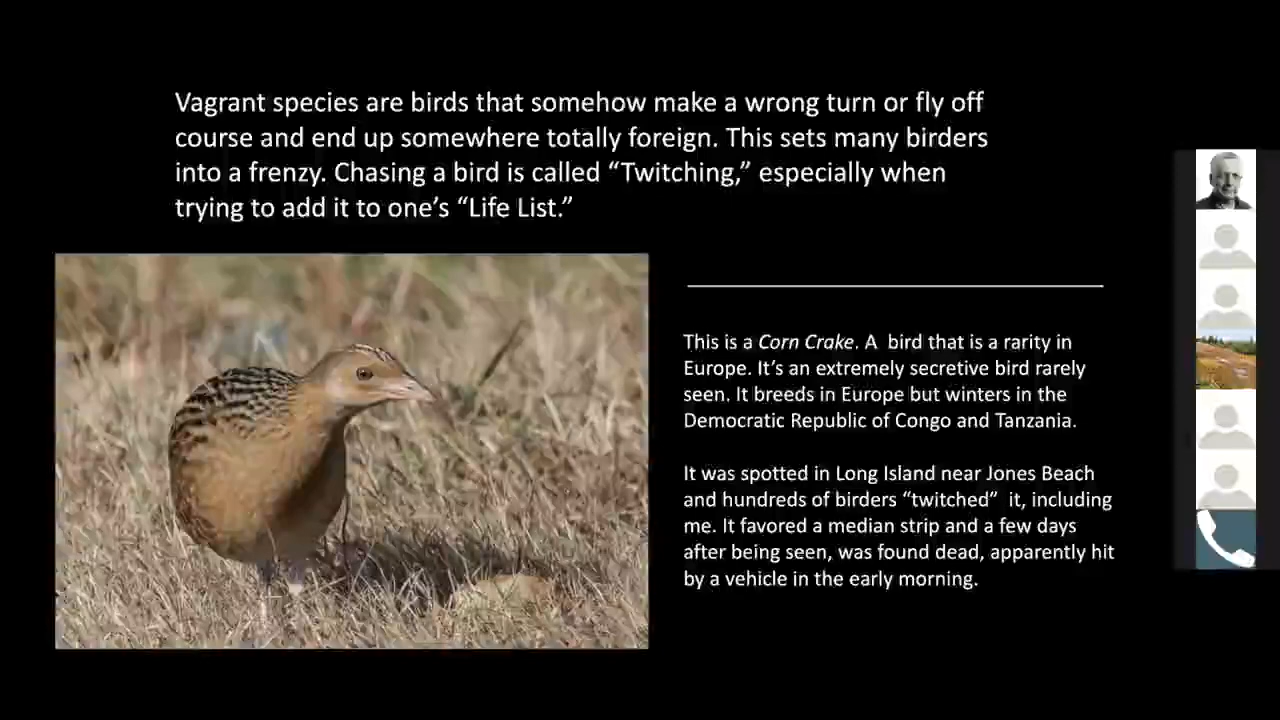 Vagrant species are birds that somehow make a wrong turn or fly off
course and end up somewhere totally foreign. This sets many birders
into a frenzy. Chasing a bird is called “Twitching,” especially when
trying to add it to one’s “Life List.”
This is a Corn Crake. A  bird that is a rarity in
Europe. It’s an extremely secretive bird rarely
seen. It breeds in Europe but winters in the
Democratic Republic of Congo and Tanzania.
It was spotted in Long Island near Jones Beach
and hundreds of birders “twitched”  it, including
me. It favored a median strip and a few days
after being seen, was found dead, apparently hit
by a vehicle in the early morning.